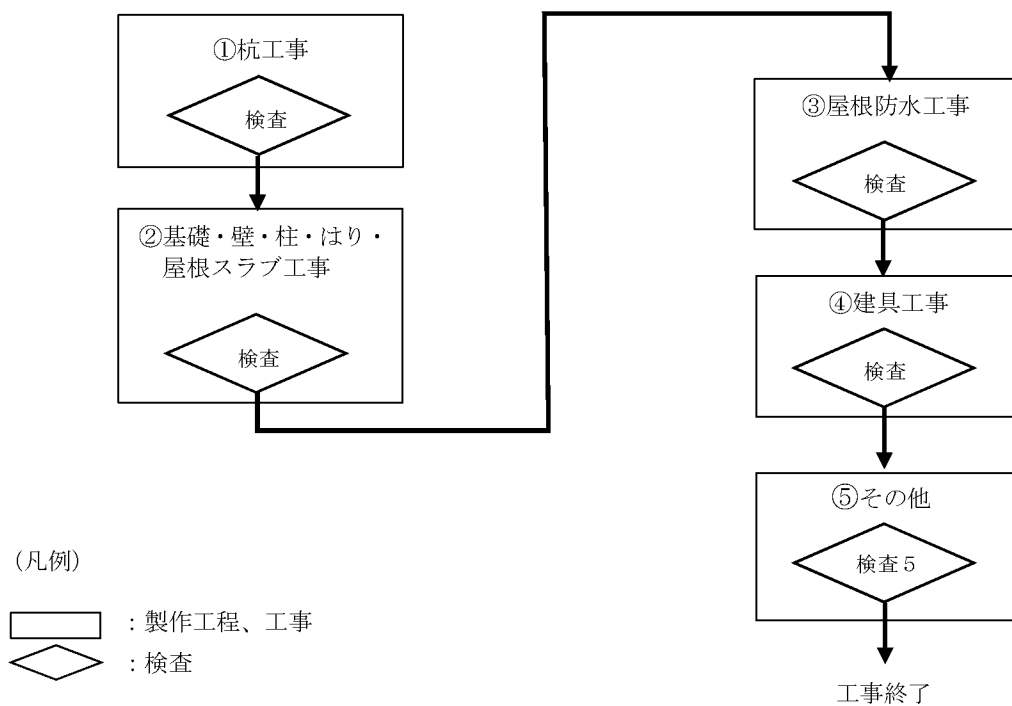 ①杭工事
検査
②基礎・壁・柱・はり・
屋根スラブ工事
検査
③屋根防水工事
検査
④建具工事
検査
⑤その他
検査５
工事終了
(凡例)
：製作工程、工事
：検査